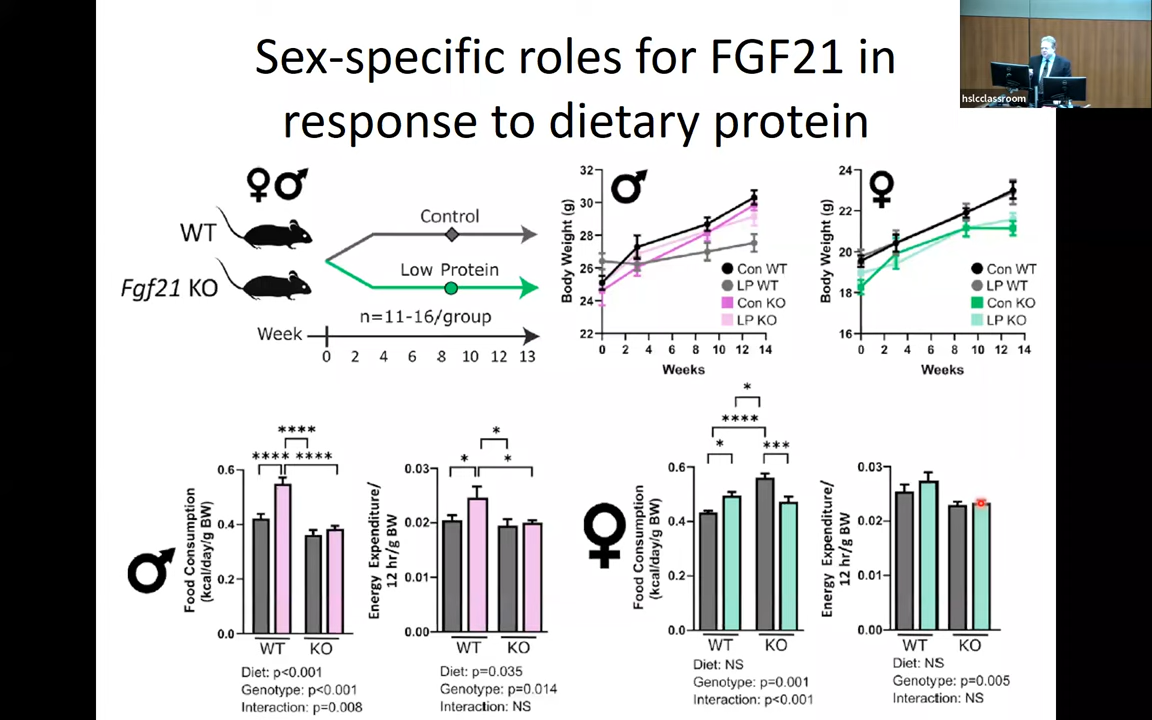 Sex-specific roles for FGF21 in
response to dietary protein
hslcclassroom
♀♂
WT
Fgf21 KO
Control
Low Protein
n=11-16/group
Week
0 2 4 6 8 10 12 13
♂
Body Weight (g)
32
30
28
26
24
22
0 2 4 6 8 10 12 14
Weeks
Con WT
LP WT
Con KO
LP KO
♀
Body Weight (g)
24
22
20
18
16
0 2 4 6 8 10 12 14
Weeks
Con WT
LP WT
Con KO
LP KO
♂
Food Consumption
(kcal/day/g BW)
****
**** ****
0.6
0.4
0.2
0.0
WT KO
Diet: p<0.001
Genotype: p<0.001
Interaction: p=0.008
Energy Expenditure/
12 hr/g BW
*
* *
0.03
0.02
0.01
0.00
WT KO
Diet: p=0.035
Genotype: p=0.014
Interaction: NS
♀
Food Consumption
(kcal/day/g BW)
*
****
* ***
0.6
0.4
0.2
0.0
WT KO
Diet: NS
Genotype: p=0.001
Interaction: p<0.001
Energy Expenditure/
12 hr/g BW
0.03
0.02
0.01
0.00
WT KO
Diet: NS
Genotype: p=0.005
Interaction: NS